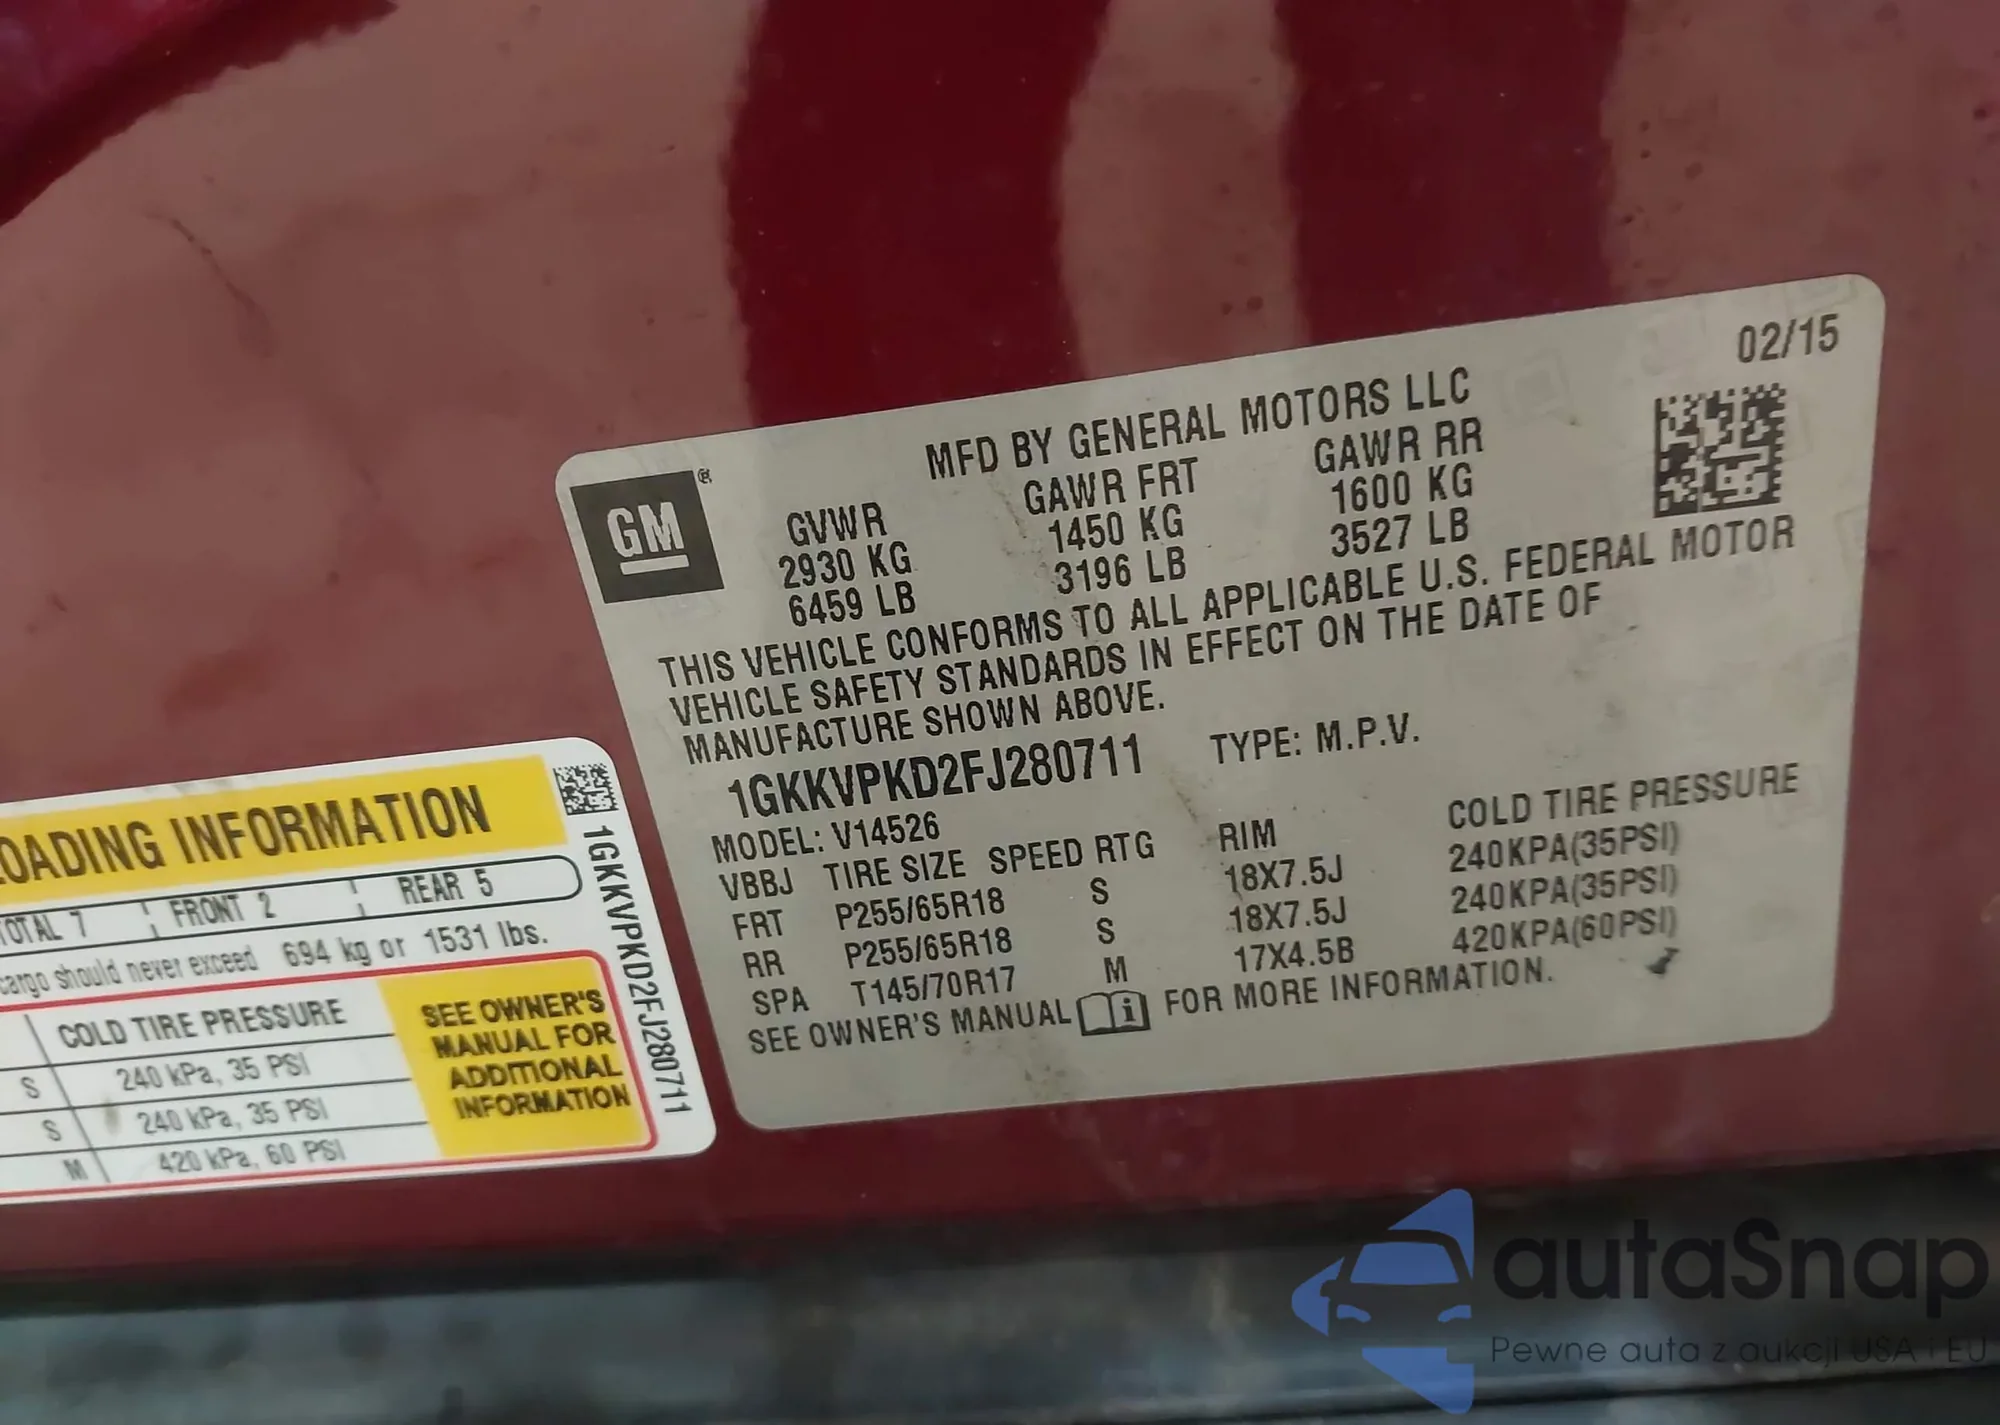 02/15
MFD BY GENERAL MOTORS LLC
GM®
GVWR GAWR FRT GAWR RR
2930 KG 1450 KG 1600 KG
6459 LB 3196 LB 3527 LB
THIS VEHICLE CONFORMS TO ALL APPLICABLE U.S. FEDERAL MOTOR
VEHICLE SAFETY STANDARDS IN EFFECT ON THE DATE OF
MANUFACTURE SHOWN ABOVE.
1GKKVPKD2FJ280711 TYPE: M.P.V.
MODEL: V14526
VBBJ TIRE SIZE SPEED RTG RIM COLD TIRE PRESSURE
FRT P255/65R18 S 18X7.5J 240KPA(35PSI)
RR P255/65R18 S 18X7.5J 240KPA(35PSI)
SPA T145/70R17 M 17X4.5B 420KPA(60PSI)
SEE OWNER'S MANUAL FOR MORE INFORMATION.
OADING INFORMATION
TOTAL 7 FRONT 2 REAR 5
cargo should never exceed 694 kg or 1531 lbs.
COLD TIRE PRESSURE
S 240 kPa, 35 PSI
S 240 kPa, 35 PSI
M 420 kPa, 60 PSI
SEE OWNER'S
MANUAL FOR
ADDITIONAL
INFORMATION
1GKKVPKD2FJ280711
autaSnap
Pewne auta z aukcji USA i EU